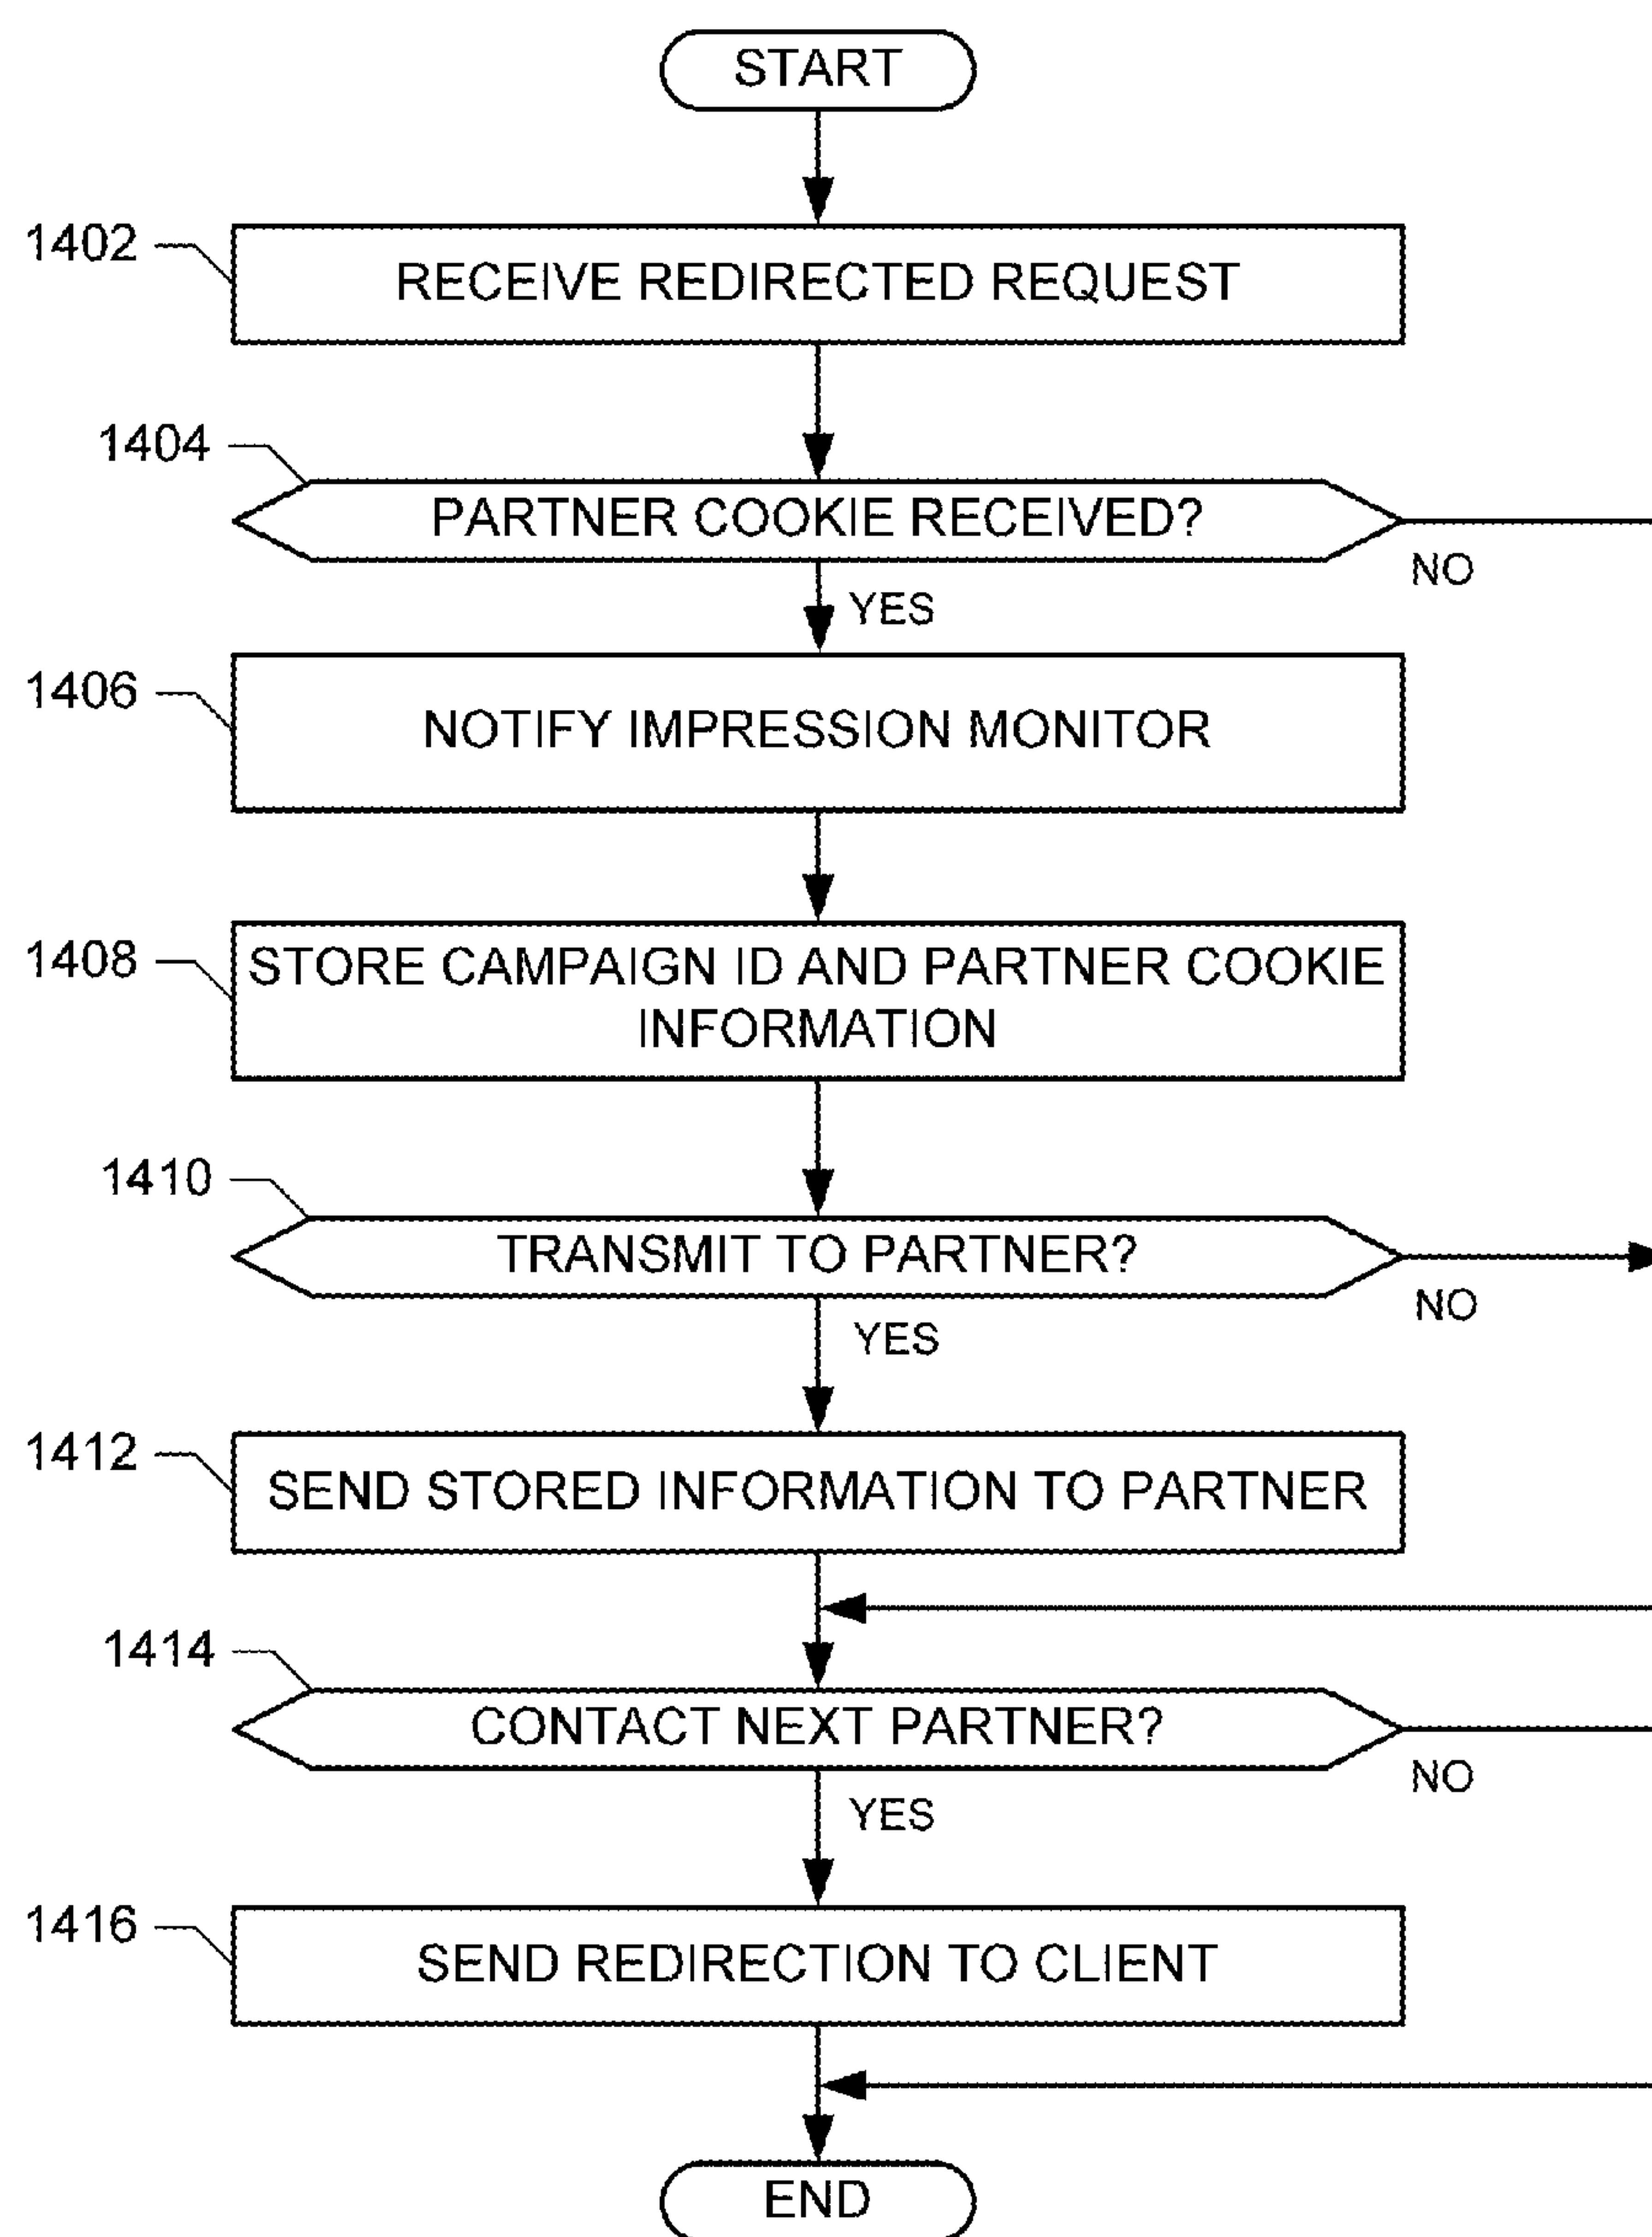 START
1402
RECEIVE REDIRECTED REQUEST
1404
PARTNER COOKIE RECEIVED?
NO
YES
1406
NOTIFY IMPRESSION MONITOR
1408
STORE CAMPAIGN ID AND PARTNER COOKIE
INFORMATION
1410
TRANSMIT TO PARTNER?
NO
YES
1412
SEND STORED INFORMATION TO PARTNER
1414
CONTACT NEXT PARTNER?
NO
YES
1416
SEND REDIRECTION TO CLIENT
END